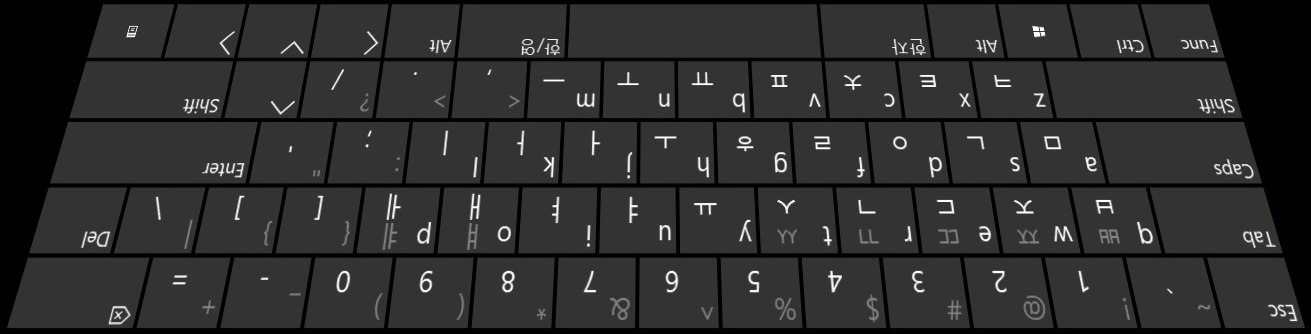 Esc ~ ` ! 1 @ 2 # 3 $ 4 % 5 ^ 6 & 7 * 8 ( 9 ) 0 _ - + =
Tab q ㅃ ㅂ w ㅉ ㅈ e ㄸ ㄷ r ㄲ ㄱ t ㅆ ㅅ y ㅛ u ㅕ i ㅑ o ㅒ ㅐ p ㅖ ㅔ { [ } ] | \ Del
Caps a ㅁ s ㄴ d ㅇ f ㄹ g ㅎ h ㅗ j ㅓ k ㅏ l ㅣ : ; " ' Enter
Shift z ㅋ x ㅌ c ㅊ v ㅍ b ㅠ n ㅜ m ㅡ < , > . ? / Shift
Func Ctrl Alt 한자 한/영 Alt